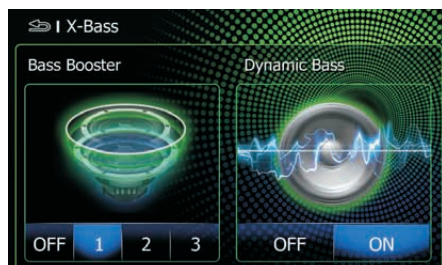 I X-Bass
Bass Booster
Dynamic Bass
OFF 1 2 3
OFF ON